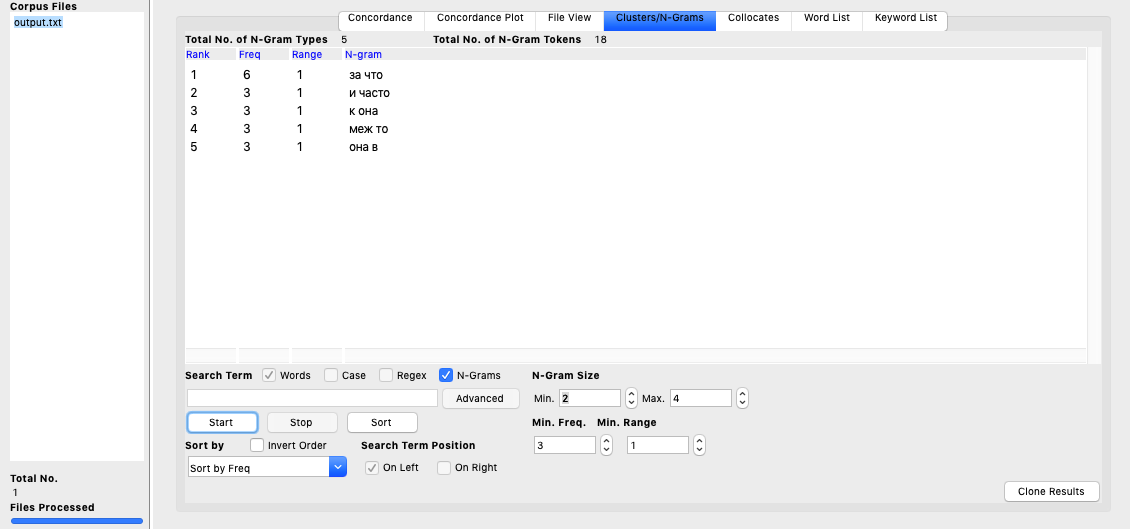 Corpus Files
output.txt
Concordance Concordance Plot File View Clusters/N-Grams Collocates Word List Keyword List
Total No. of N-Gram Types 5 Total No. of N-Gram Tokens 18
Rank Freq Range N-gram
1 6 1 за что
2 3 1 и часто
3 3 1 к она
4 3 1 меж то
5 3 1 она в
Search Term Words Case Regex N-Grams N-Gram Size
Advanced Min. 2 Max. 4
Start Stop Sort Min. Freq. Min. Range
Sort by Invert Order Search Term Position 3 1
Sort by Freq On Left On Right
Total No.
1
Files Processed
Clone Results